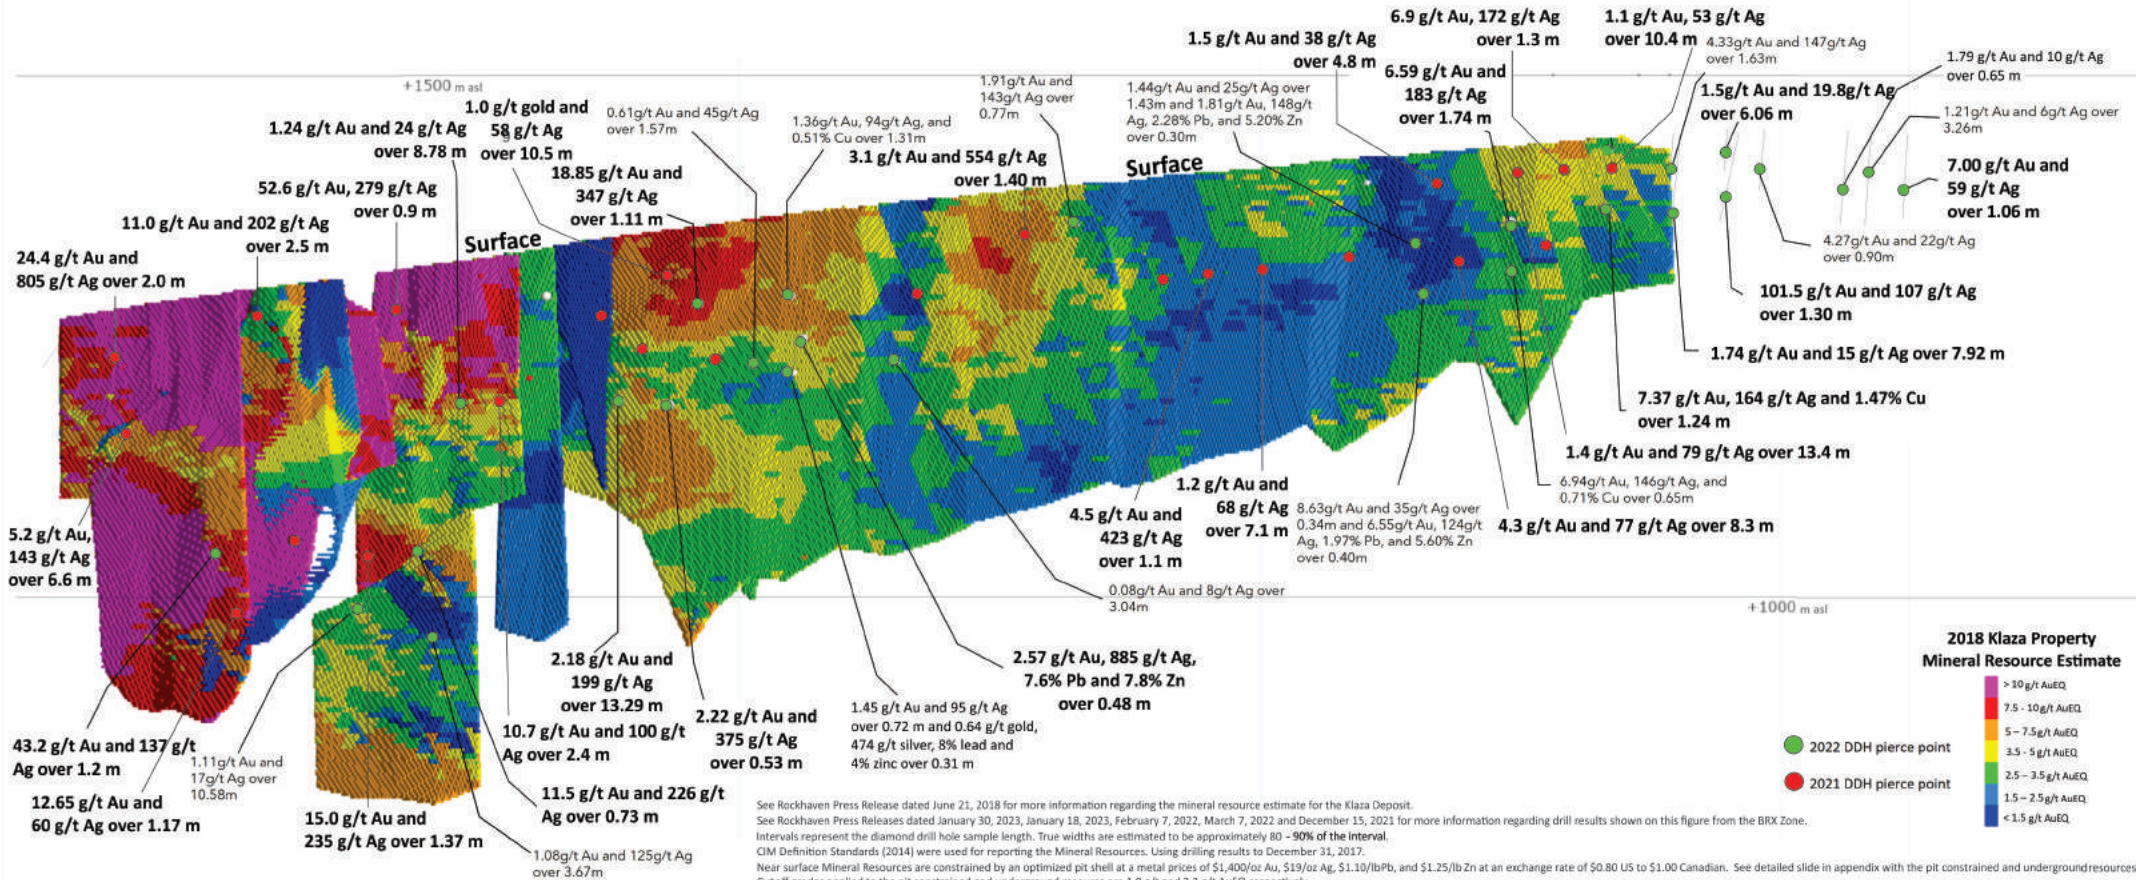 6.9 g/t Au, 172 g/t Ag
over 1.3 m
1.1 g/t Au, 53 g/t Ag
over 10.4 m
1.5 g/t Au and 38 g/t Ag
over 4.8 m
4.33g/t Au and 147g/t Ag
over 1.63m
1.79 g/t Au and 10 g/t Ag
over 0.65 m
+1500 m asl
1.91g/t Au and
143g/t Ag over
0.77m
1.44g/t Au and 25g/t Ag over
1.43m and 1.81g/t Au, 148g/t
Ag, 2.28% Pb, and 5.20% Zn
over 0.30m
6.59 g/t Au and
183 g/t Ag
over 1.74 m
1.5g/t Au and 19.8g/t Ag
over 6.06 m
1.21g/t Au and 6g/t Ag over
3.26m
1.0 g/t gold and
58 g/t Ag
over 10.5 m
0.61g/t Au and 45g/t Ag
over 1.57m
1.36g/t Au, 94g/t Ag, and
0.51% Cu over 1.31m
1.24 g/t Au and 24 g/t Ag
over 8.78 m
3.1 g/t Au and 554 g/t Ag
over 1.40 m
Surface
7.00 g/t Au and
59 g/t Ag
over 1.06 m
18.85 g/t Au and
347 g/t Ag
over 1.11 m
52.6 g/t Au, 279 g/t Ag
over 0.9 m
11.0 g/t Au and 202 g/t Ag
over 2.5 m
Surface
4.27g/t Au and 22g/t Ag
over 0.90m
24.4 g/t Au and
805 g/t Ag over 2.0 m
101.5 g/t Au and 107 g/t Ag
over 1.30 m
1.74 g/t Au and 15 g/t Ag over 7.92 m
7.37 g/t Au, 164 g/t Ag and 1.47% Cu
over 1.24 m
1.4 g/t Au and 79 g/t Ag over 13.4 m
6.94g/t Au, 146g/t Ag, and
0.71% Cu over 0.65m
4.3 g/t Au and 77 g/t Ag over 8.3 m
1.2 g/t Au and
68 g/t Ag
over 7.1 m
8.63g/t Au and 35g/t Ag over
0.34m and 6.55g/t Au, 124g/t
Ag, 1.97% Pb, and 5.60% Zn
over 0.40m
4.5 g/t Au and
423 g/t Ag
over 1.1 m
5.2 g/t Au,
143 g/t Ag
over 6.6 m
0.08g/t Au and 8g/t Ag over
3.04m
+1000 m asl
2.18 g/t Au and
199 g/t Ag
over 13.29 m
2.57 g/t Au, 885 g/t Ag,
7.6% Pb and 7.8% Zn
over 0.48 m
2.22 g/t Au and
375 g/t Ag
over 0.53 m
1.45 g/t Au and 95 g/t Ag
over 0.72 m and 0.64 g/t gold,
474 g/t silver, 8% lead and
4% zinc over 0.31 m
10.7 g/t Au and 100 g/t
Ag over 2.4 m
43.2 g/t Au and 137 g/t
Ag over 1.2 m
1.11g/t Au and
17g/t Ag over
10.58m
12.65 g/t Au and
60 g/t Ag over 1.17 m
15.0 g/t Au and
235 g/t Ag over 1.37 m
11.5 g/t Au and 226 g/t
Ag over 0.73 m
1.08g/t Au and 125g/t Ag
over 3.67m
2018 Klaza Property
Mineral Resource Estimate
> 10 g/t AuEQ
7.5 - 10 g/t AuEQ
5 – 7.5 g/t AuEQ
3.5 - 5 g/t AuEQ
2.5 – 3.5 g/t AuEQ
1.5 – 2.5 g/t AuEQ
< 1.5 g/t AuEQ
2022 DDH pierce point
2021 DDH pierce point
See Rockhaven Press Release dated June 21, 2018 for more information regarding the mineral resource estimate for the Klaza Deposit.
See Rockhaven Press Releases dated January 30, 2023, January 18, 2023, February 7, 2022, March 7, 2022 and December 15, 2021 for more information regarding drill results shown on this figure from the BRX Zone.
Intervals represent the diamond drill hole sample length. True widths are estimated to be approximately 80 - 90% of the interval.
CIM Definition Standards (2014) were used for reporting the Mineral Resources. Using drilling results to December 31, 2017.
Near surface Mineral Resources are constrained by an optimized pit shell at a metal prices of $1,400/oz Au, $19/oz Ag, $1.10/lbPb, and $1.25/lb Zn at an exchange rate of $0.80 US to $1.00 Canadian. See detailed slide in appendix with the pit constrained and underground resources